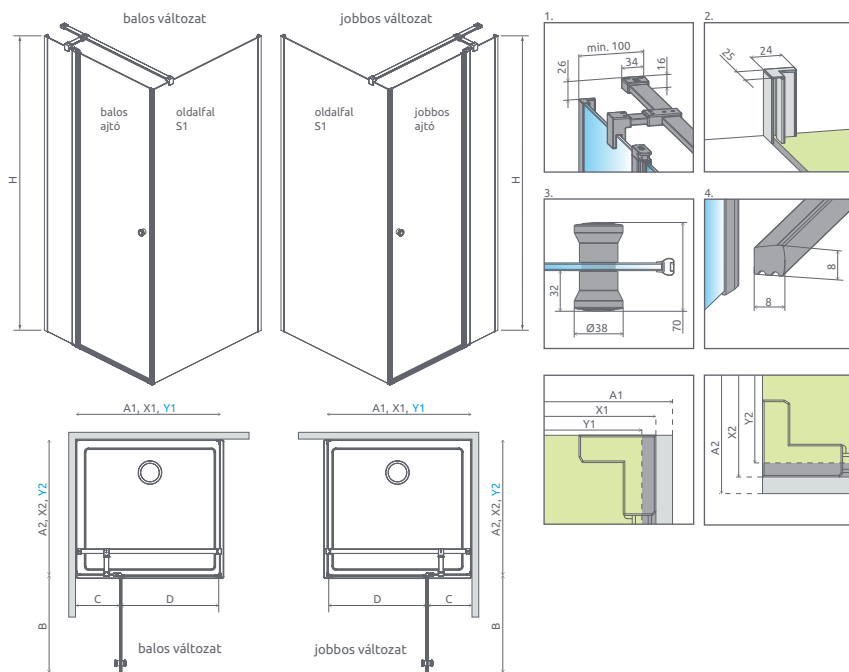 balos változat
jobbos változat
H
balos
ajtó
oldalfal
S1
oldalfal
S1
jobbos
ajtó
H
1.
min. 100
34
16
26
2.
24
25
3.
32
Ø38
70
4.
8
8
A1, X1, Y1
A2, X2, Y2
C
D
B
balos változat
A1, X1, Y1
A2, X2, Y2
D
C
B
jobbos változat
A1
X1
Y1
A2
X2
Y2